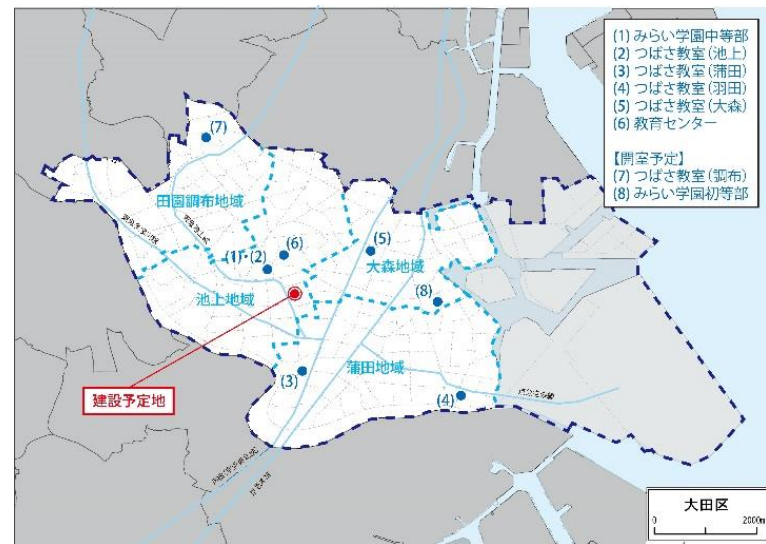 (1) みらい学園中等部
(2) つばさ教室(池上)
(3) つばさ教室(蒲田)
(4) つばさ教室(羽田)
(5) つばさ教室(大森)
(6) 教育センター
【開室予定】
(7) つばさ教室(調布)
(8) みらい学園初等部
(7)
田園調布地域
(1)・(2)
(6)
(5)
大森地域
池上地域
(8)
蒲田地域
(3)
(4)
建設予定地
大田区
0 2000m